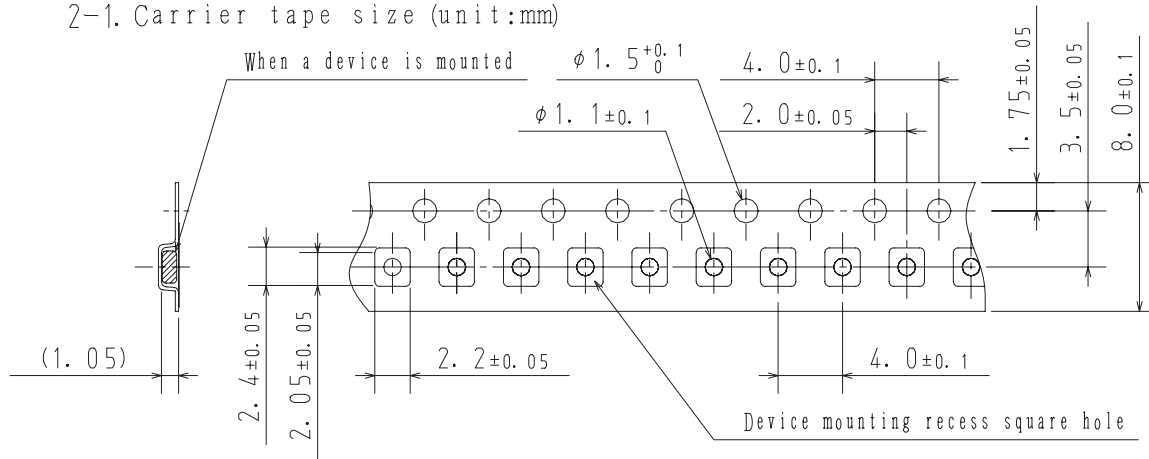 2-1. Carrier tape size (unit:mm)
When a device is mounted
φ1.5+0.1 0
4.0±0.1
φ1.1±0.1
2.0±0.05
1.75±0.05
3.5±0.05
8.0±0.1
(1.05)
2.4±0.05
2.05±0.05
2.2±0.05
4.0±0.1
Device mounting recess square hole